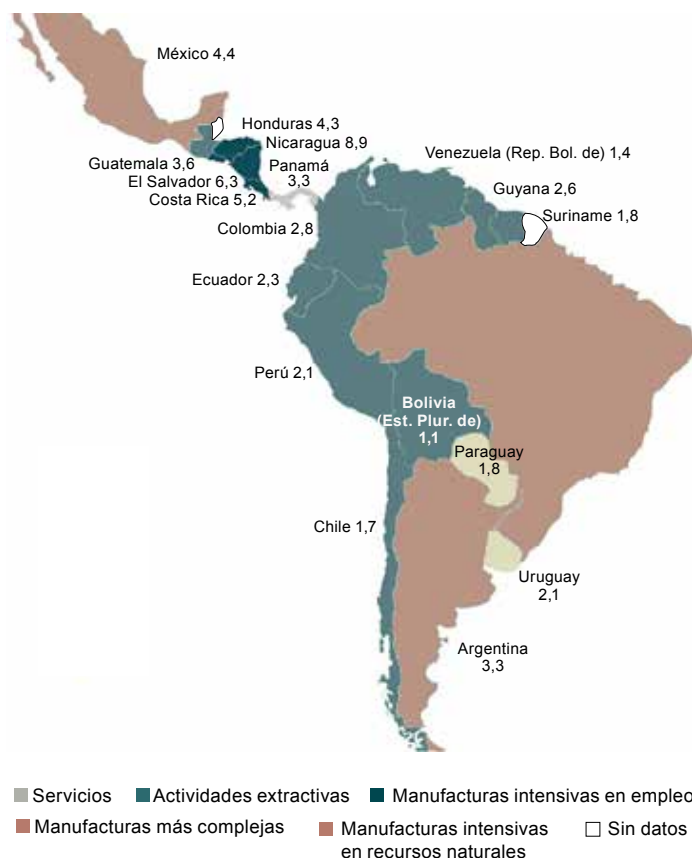 México 4,4
Honduras 4,3
Nicaragua 8,9
Guatemala 3,6
Panamá
3,3
El Salvador 6,3
Costa Rica 5,2
Venezuela (Rep. Bol. de) 1,4
Guyana 2,6
Suriname 1,8
Colombia 2,8
Ecuador 2,3
Perú 2,1
Bolivia
(Est. Plur. de)
1,1
Paraguay
1,8
Chile 1,7
Uruguay
2,1
Argentina
3,3
Servicios
Actividades extractivas
Manufacturas intensivas en empleo
Manufacturas más complejas
Manufacturas intensivas
en recursos naturales
Sin datos